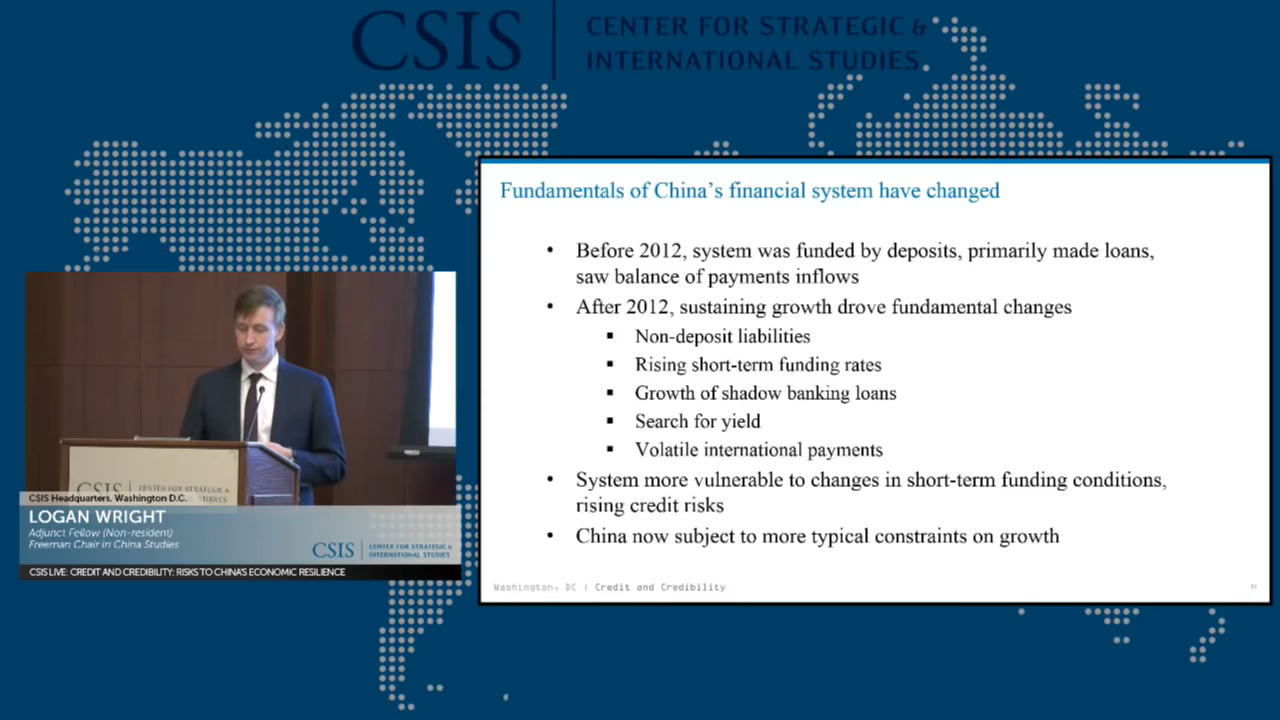 CSIS
CENTER FOR STRATEGIC &
INTERNATIONAL STUDIES
Fundamentals of China's financial system have changed
• Before 2012, system was funded by deposits, primarily made loans,
saw balance of payments inflows
• After 2012, sustaining growth drove fundamental changes
▪ Non-deposit liabilities
▪ Rising short-term funding rates
▪ Growth of shadow banking loans
▪ Search for yield
▪ Volatile international payments
• System more vulnerable to changes in short-term funding conditions,
rising credit risks
• China now subject to more typical constraints on growth
Washington, DC | Credit and Credibility
CSIS
CENTER FOR STRATEGIC &
STUDIES
CSIS Headquarters, Washington D.C.
LOGAN WRIGHT
Adjunct Fellow (Non-resident)
Freeman Chair in China Studies
CSIS
CENTER FOR STRATEGIC &
INTERNATIONAL STUDIES
CSIS LIVE: CREDIT AND CREDIBILITY: RISKS TO CHINA'S ECONOMIC RESILIENCE